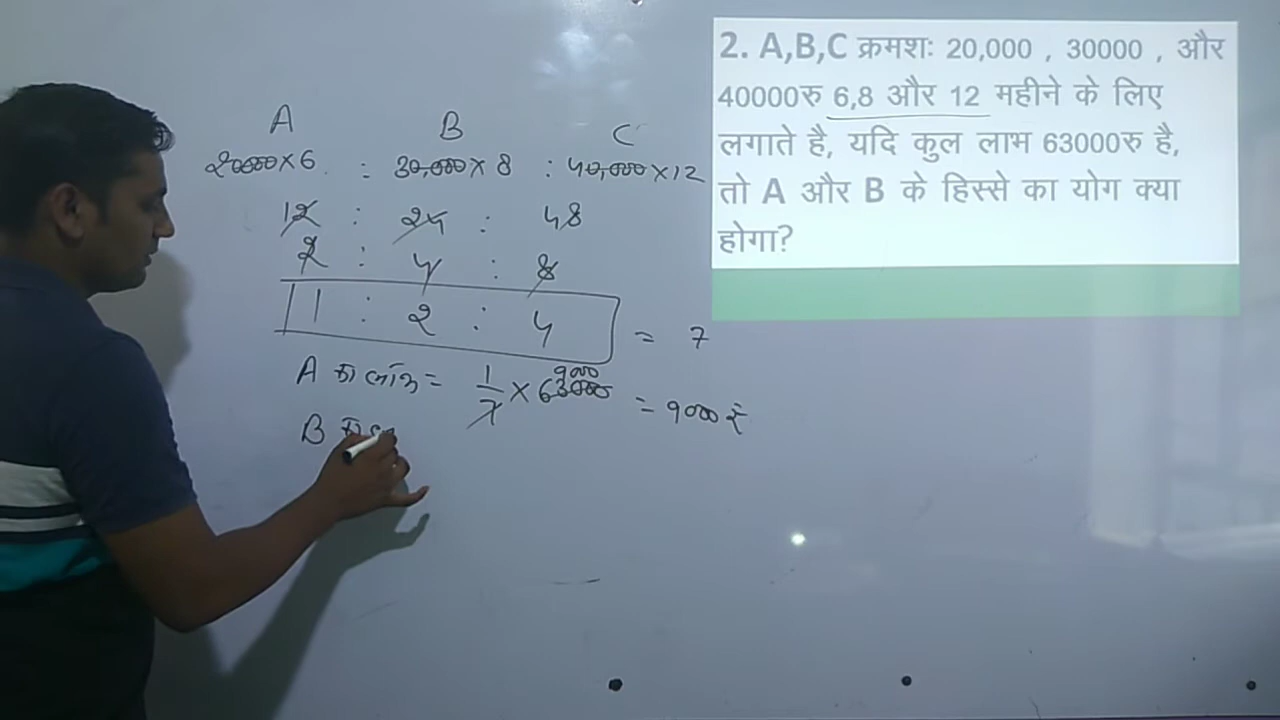 2. A,B,C क्रमशः 20,000 , 30000 , और
40000रु 6,8 और 12 महीने के लिए
लगाते है, यदि कुल लाभ 63000रु है,
तो A और B के हिस्से का योग क्या
होगा?
A B C
20000×6 : 30,000×8 : 40,000×12
12 : 24 : 48
2 : 4 : 8
1 : 2 : 4 = 7
A का लाभ = 1/7 × 63000 9000 = 9000 ₹
B का